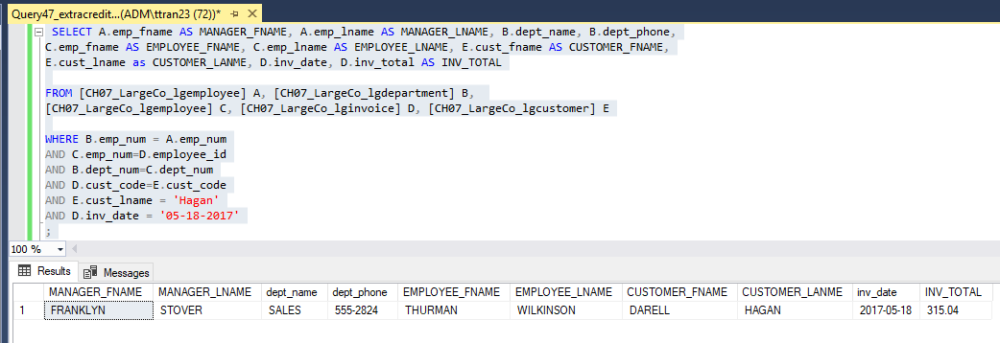 Query47_extracredit...(ADM\ttran23 (72))*
SELECT A.emp_fname AS MANAGER_FNAME, A.emp_lname AS MANAGER_LNAME, B.dept_name, B.dept_phone,
C.emp_fname AS EMPLOYEE_FNAME, C.emp_lname AS EMPLOYEE_LNAME, E.cust_fname AS CUSTOMER_FNAME,
E.cust_lname as CUSTOMER_LANME, D.inv_date, D.inv_total AS INV_TOTAL
FROM [CH07_LargeCo_lgemployee] A, [CH07_LargeCo_lgdepartment] B,
[CH07_LargeCo_lgemployee] C, [CH07_LargeCo_lginvoice] D, [CH07_LargeCo_lgcustomer] E
WHERE B.emp_num = A.emp_num
AND C.emp_num=D.employee_id
AND B.dept_num=C.dept_num
AND D.cust_code=E.cust_code
AND E.cust_lname = 'Hagan'
AND D.inv_date = '05-18-2017'
;
100 %
Results Messages
MANAGER_FNAME MANAGER_LNAME dept_name dept_phone EMPLOYEE_FNAME EMPLOYEE_LNAME CUSTOMER_FNAME CUSTOMER_LANME inv_date INV_TOTAL
1 FRANKLYN STOVER SALES 555-2824 THURMAN WILKINSON DARELL HAGAN 2017-05-18 315.04